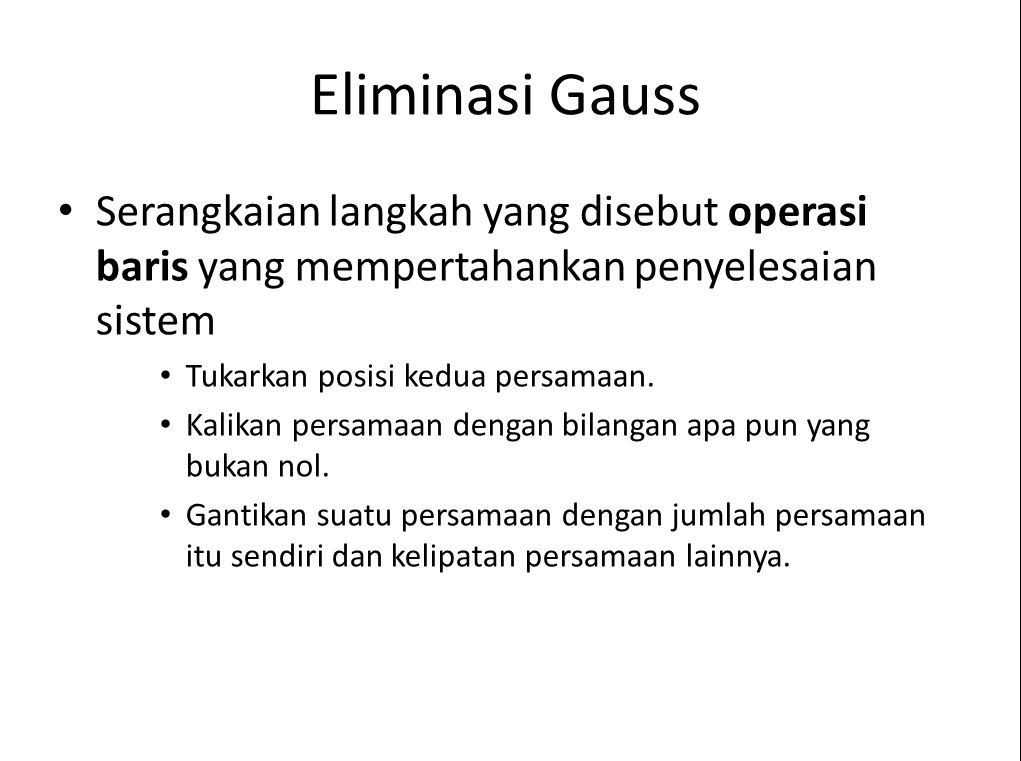 Eliminasi Gauss
• Serangkaian langkah yang disebut operasi
baris yang mempertahankan penyelesaian
sistem
• Tukarkan posisi kedua persamaan.
• Kalikan persamaan dengan bilangan apa pun yang
bukan nol.
• Gantikan suatu persamaan dengan jumlah persamaan
itu sendiri dan kelipatan persamaan lainnya.